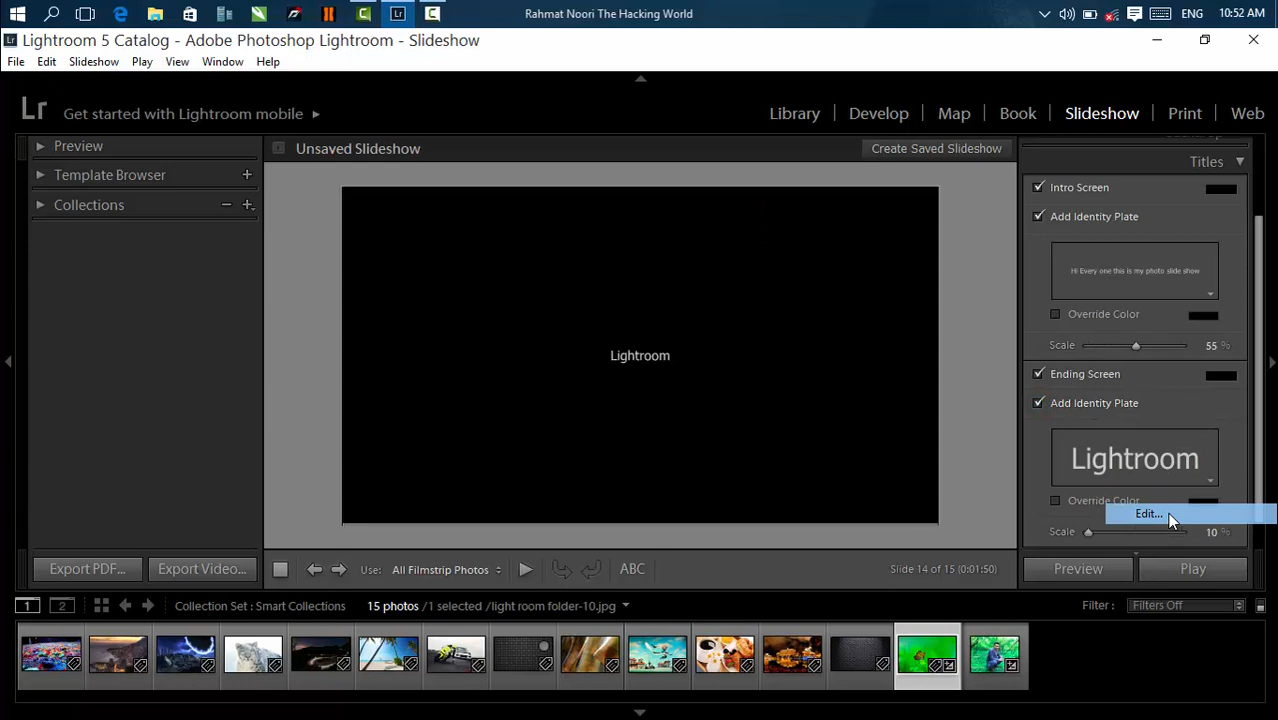 Rahmat Noori The Hacking World
ENG
10:52 AM
Lr
Lightroom 5 Catalog - Adobe Photoshop Lightroom - Slideshow
File
Edit
Slideshow
Play
View
Window
Help
Lr
Get started with Lightroom mobile
Library
Develop
Map
Book
Slideshow
Print
Web
Preview
Template Browser
Collections
Unsaved Slideshow
Create Saved Slideshow
Lightroom
Titles
Intro Screen
Add Identity Plate
Hi Every one this is my photo slide show
Override Color
Scale
55 %
Ending Screen
Add Identity Plate
Lightroom
Override Color
Edit...
Scale
10 %
Export PDF...
Export Video...
Use: All Filmstrip Photos
ABC
Slide 14 of 15 (0:01:50)
Preview
Play
1
2
Collection Set : Smart Collections
15 photos /1 selected /light room folder-10.jpg
Filter :
Filters Off